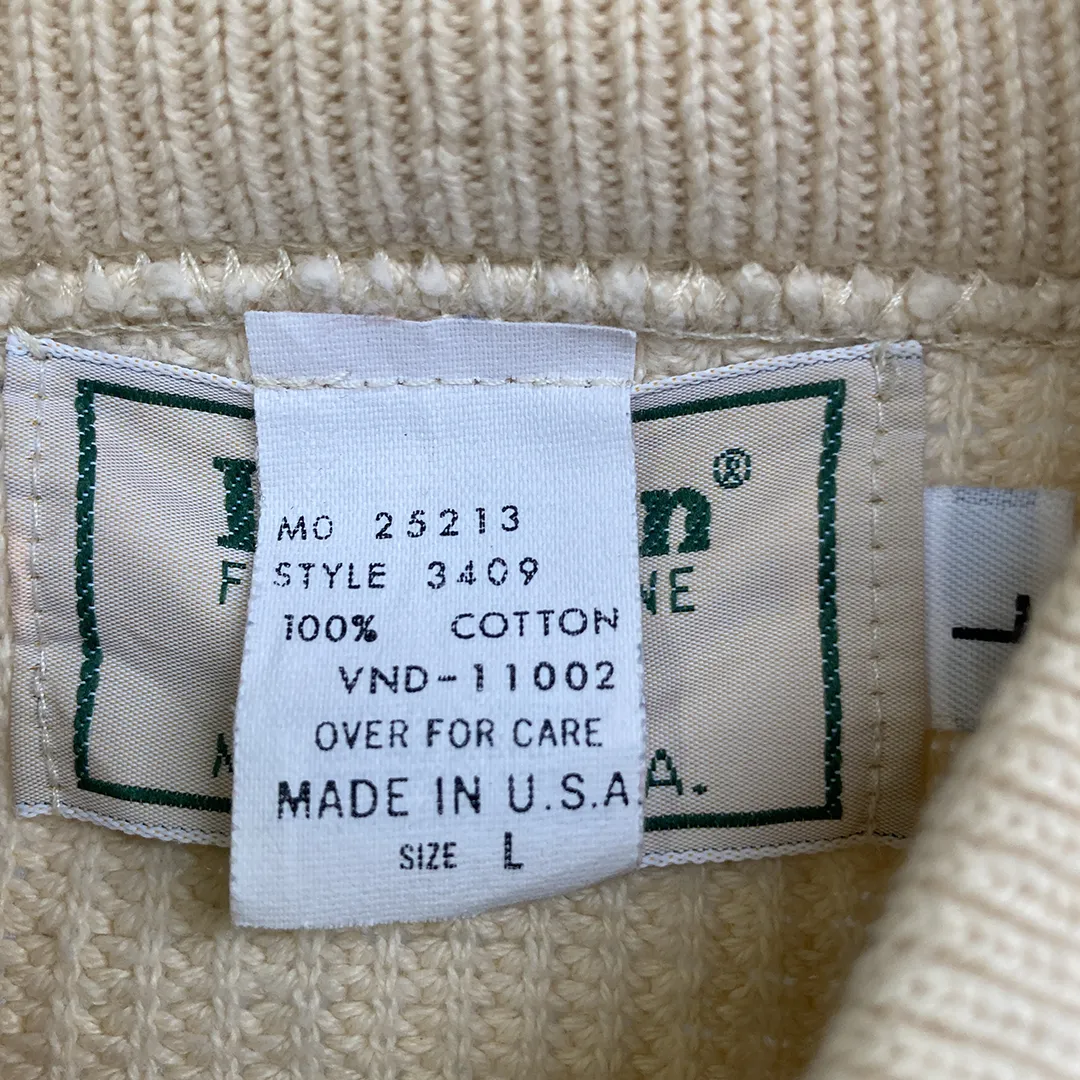 MO 25213
STYLE 3409
100% COTTON
VND-11002
OVER FOR CARE
MADE IN U.S.A.
SIZE L
®
L